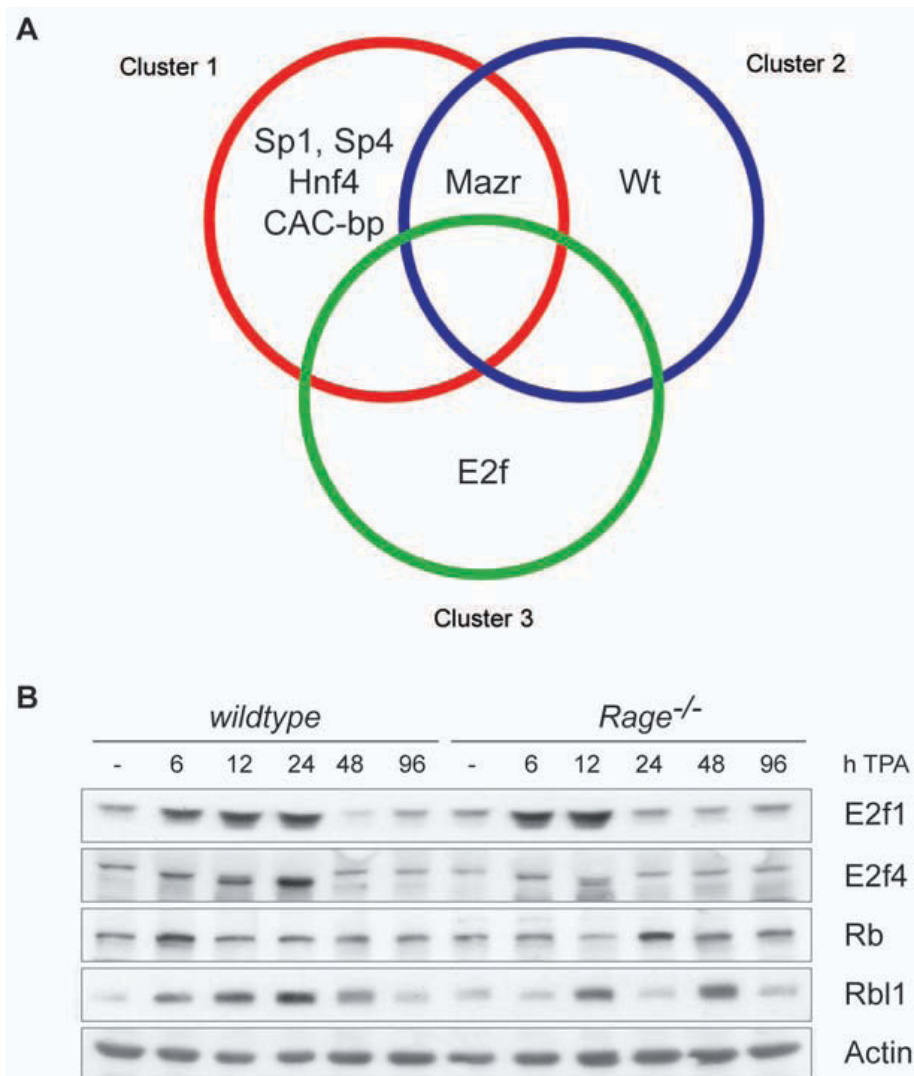 A
Cluster 1
Cluster 2
Sp1, Sp4
Hnf4
CAC-bp
Mazr
Wt
E2f
Cluster 3
B
wildtype Rage-/-
- 6 12 24 48 96 - 6 12 24 48 96 h TPA
E2f1
E2f4
Rb
Rbl1
Actin